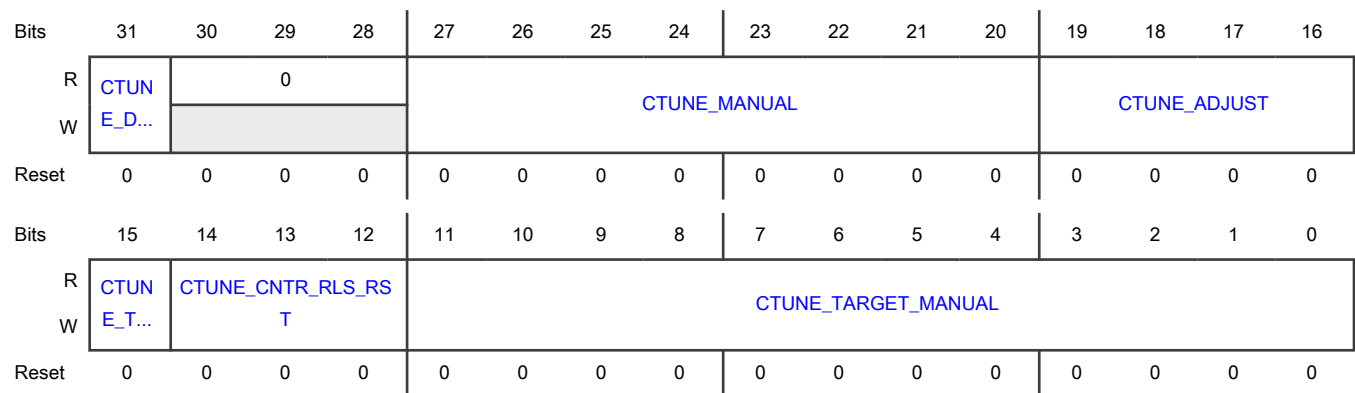 Bits 31 30 29 28 27 26 25 24 23 22 21 20 19 18 17 16
R 0
CTUN
E_D...
CTUNE_MANUAL CTUNE_ADJUST
W
Reset 0 0 0 0 0 0 0 0 0 0 0 0 0 0 0 0
Bits 15 14 13 12 11 10 9 8 7 6 5 4 3 2 1 0
R
CTUN
E_T...
CTUNE_CNTR_RLS_RS
T
CTUNE_TARGET_MANUAL
W
Reset 0 0 0 0 0 0 0 0 0 0 0 0 0 0 0 0